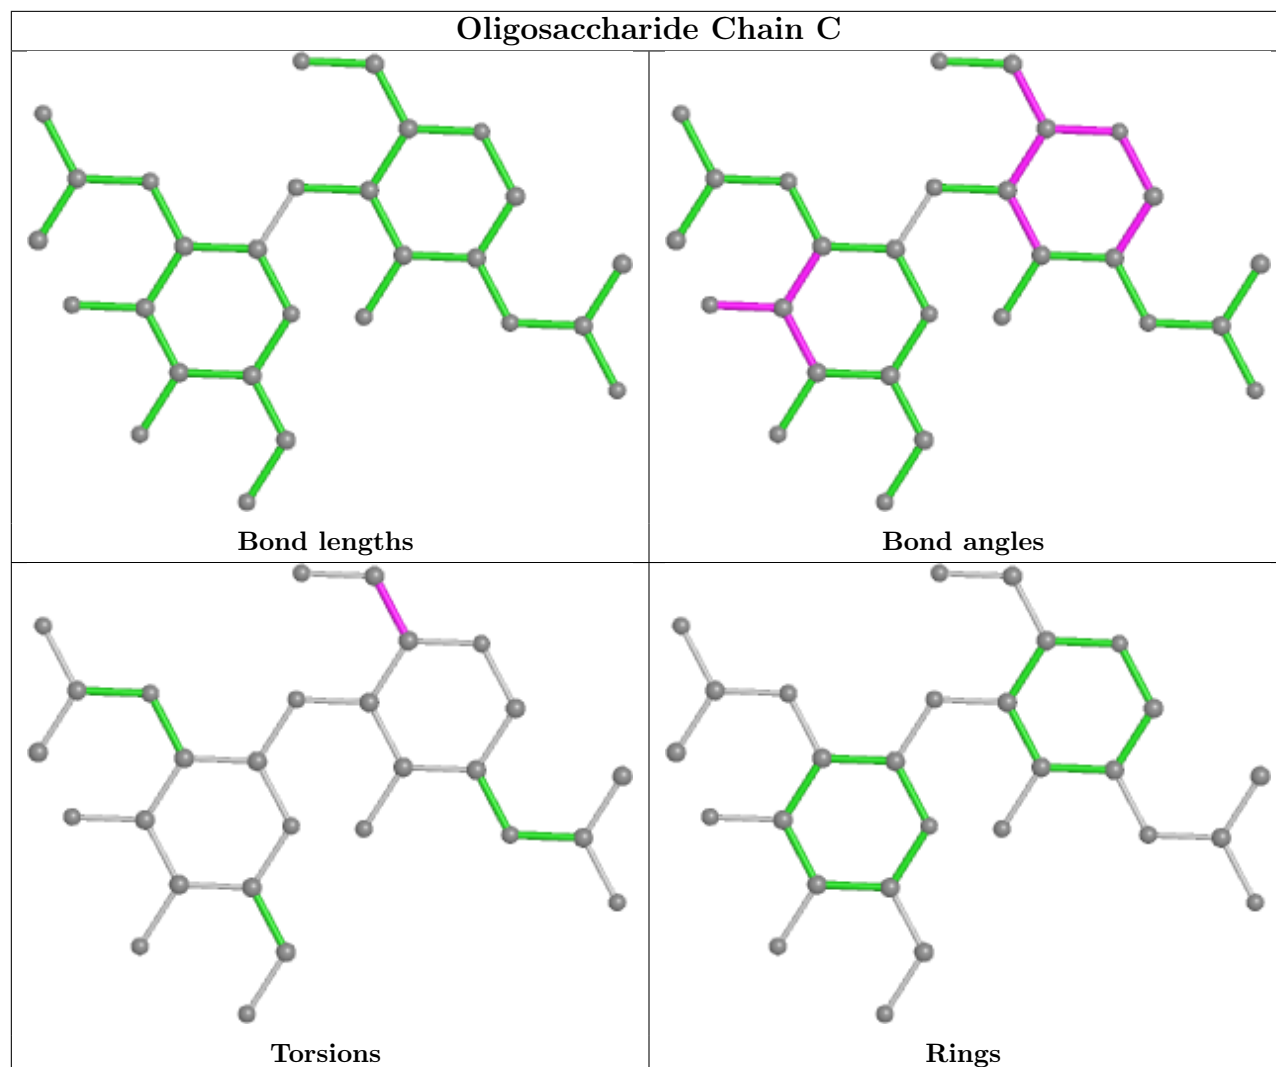 Oligosaccharide Chain C
Bond lengths
Bond angles
Torsions
Rings